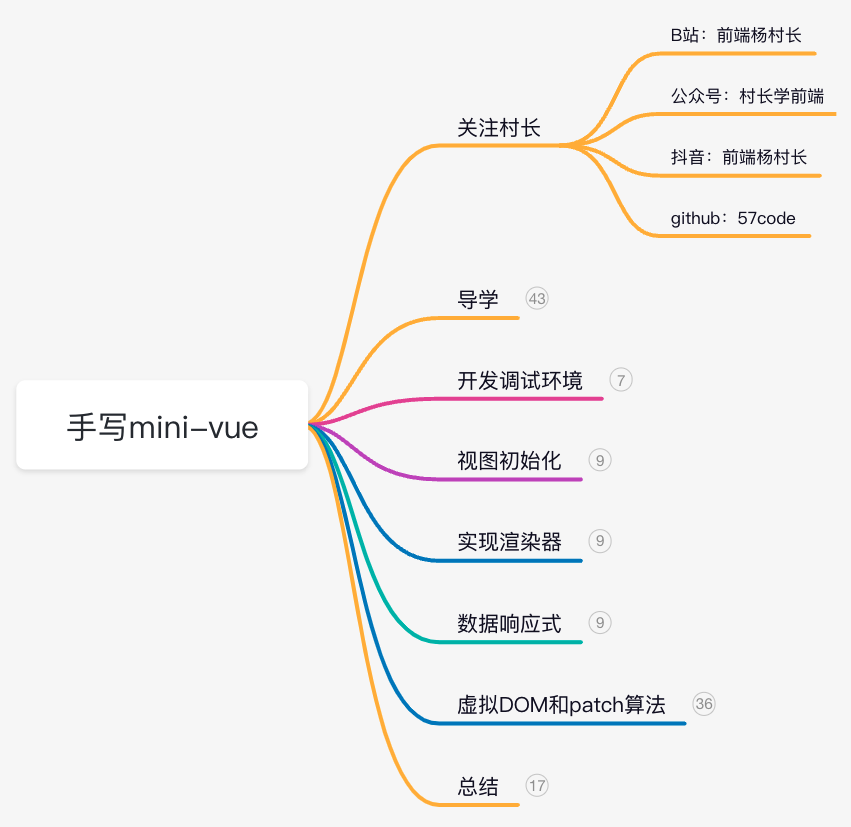 手写mini-vue
关注村长
B站：前端杨村长
公众号：村长学前端
抖音：前端杨村长
github：57code
导学 43
开发调试环境 7
视图初始化 9
实现渲染器 9
数据响应式 9
虚拟DOM和patch算法 36
总结 17